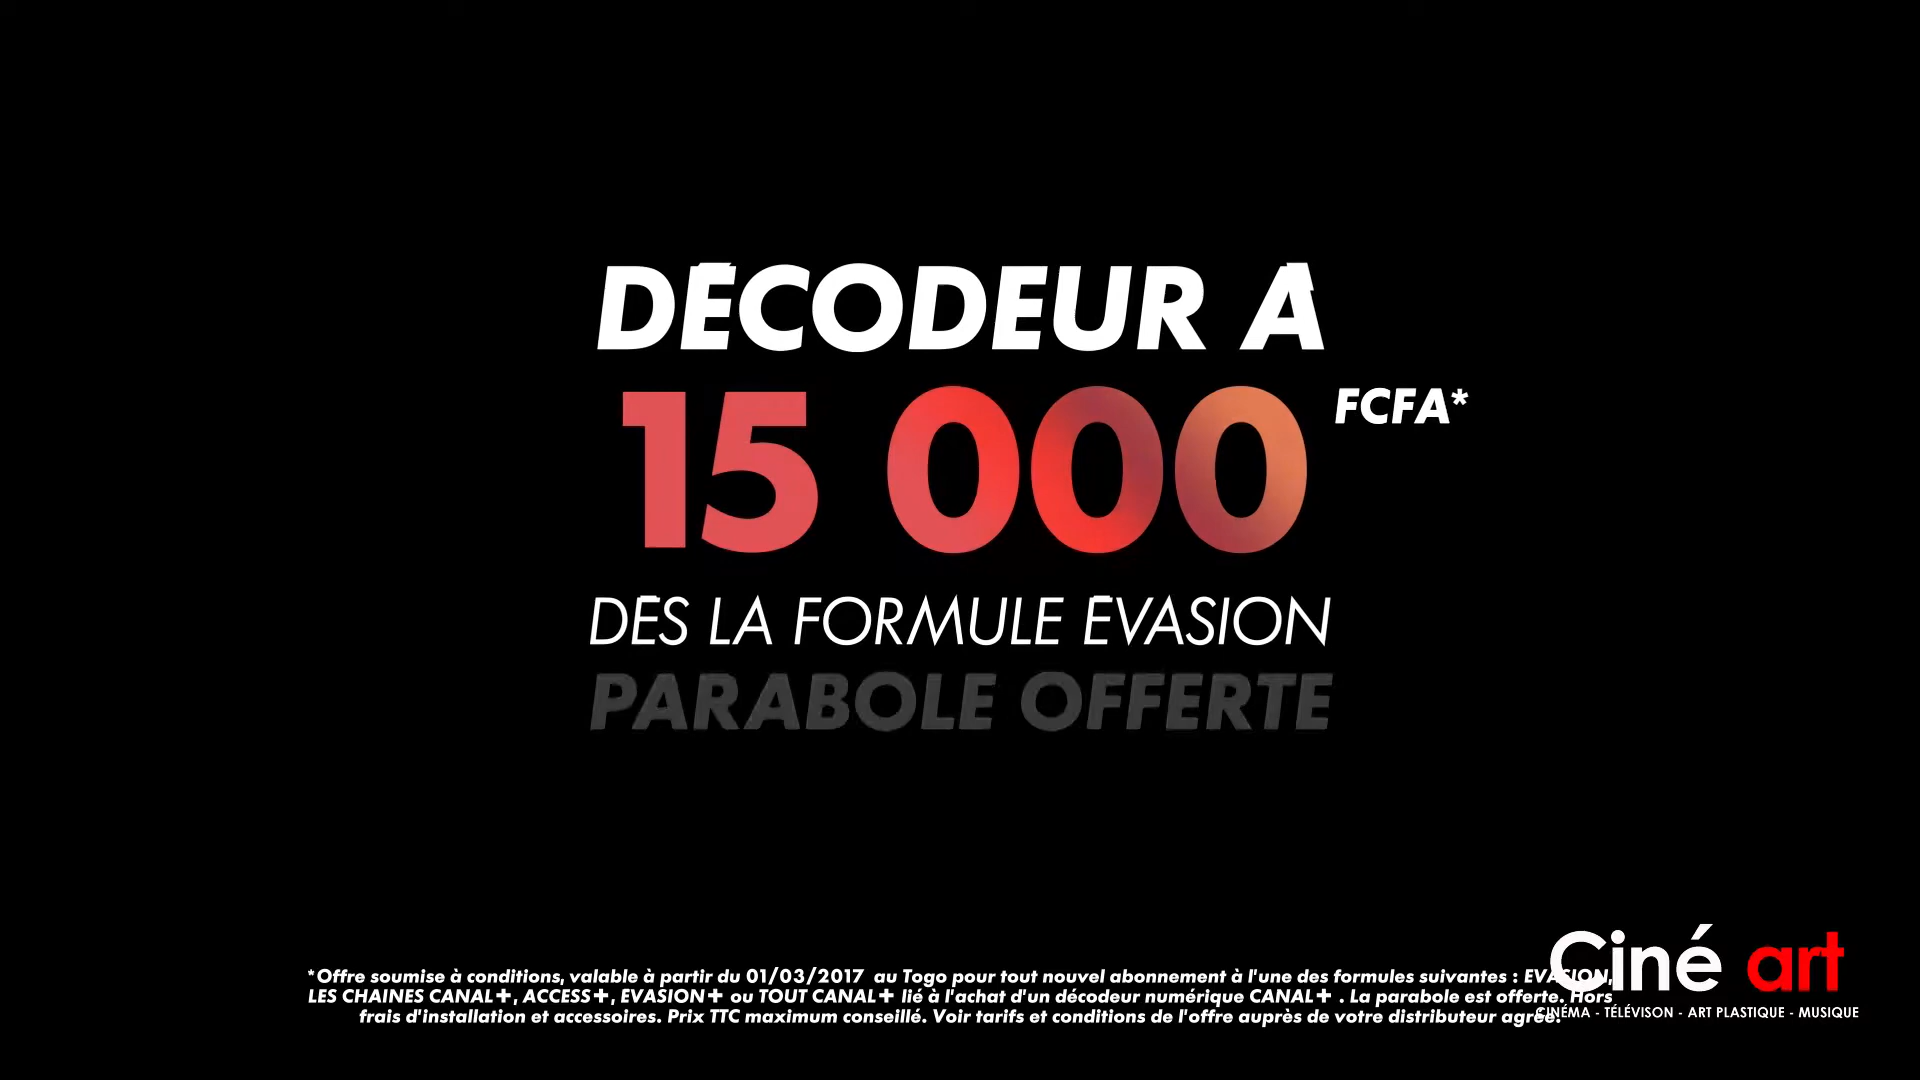 DÉCODEUR À
15 000 FCFA*
DÈS LA FORMULE ÉVASION
PARABOLE OFFERTE
*Offre soumise à conditions, valable à partir du 01/03/2017 au Togo pour tout nouvel abonnement à l'une des formules suivantes : EVASION,
LES CHAINES CANAL+, ACCESS+, EVASION+ ou TOUT CANAL+ lié à l'achat d'un décodeur numérique CANAL+ . La parabole est offerte. Hors
frais d'installation et accessoires. Prix TTC maximum conseillé. Voir tarifs et conditions de l'offre auprès de votre distributeur agréé.
Ciné art
CINÉMA - TÉLÉVISON - ART PLASTIQUE - MUSIQUE